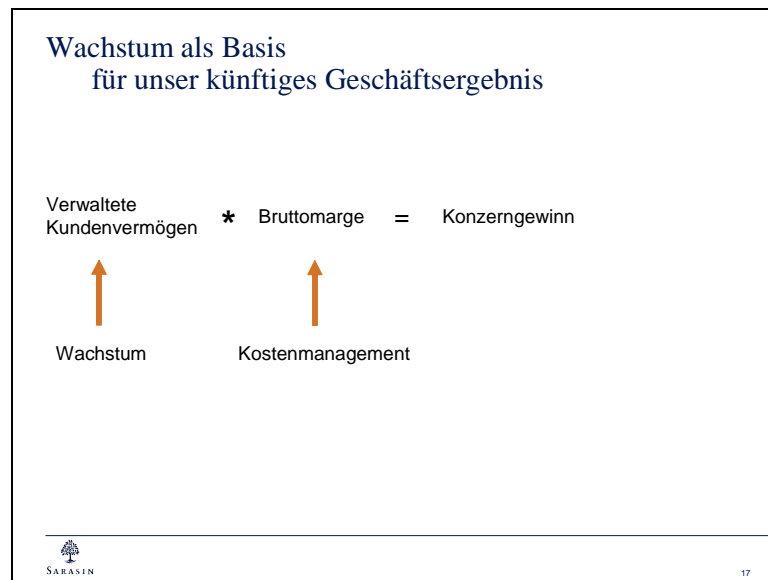 Wachstum als Basis
für unser künftiges Geschäftsergebnis
Verwaltete
Kundenvermögen * Bruttomarge = Konzerngewinn
Wachstum Kostenmanagement
SARASIN
17